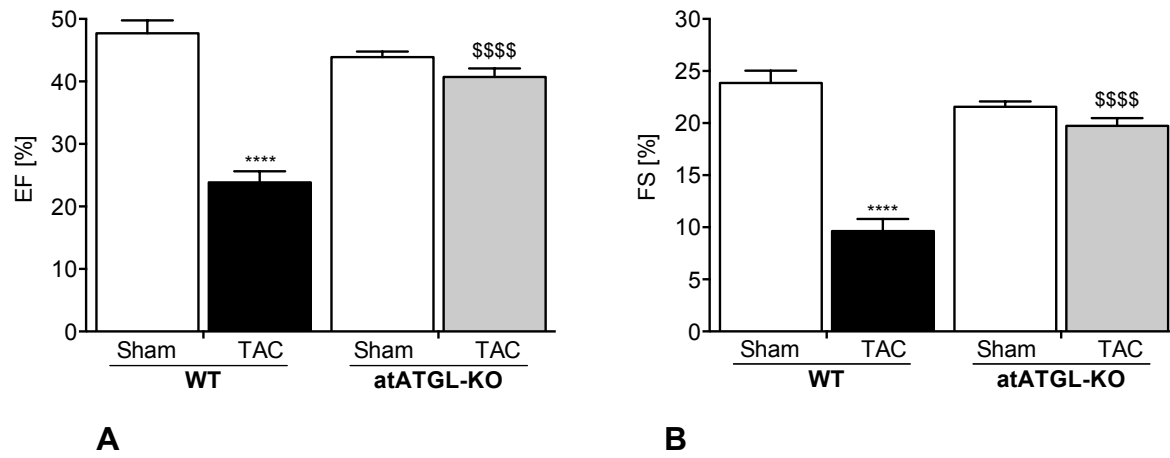 50
40
30
20
10
0
EF [%]
****
$$$$
Sham TAC Sham TAC
WT atATGL-KO
A
30
25
20
15
10
5
0
FS [%]
****
$$$$
Sham TAC Sham TAC
WT atATGL-KO
B